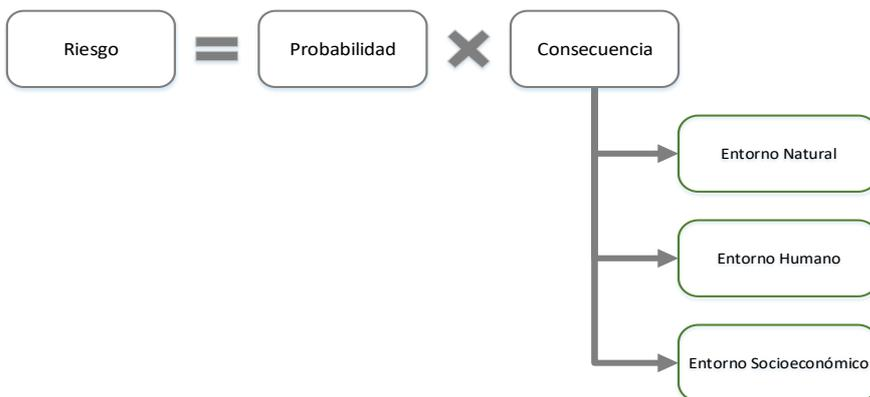 Riesgo
Probabilidad
Consecuencia
Entorno Natural
Entorno Humano
Entorno Socioeconómico